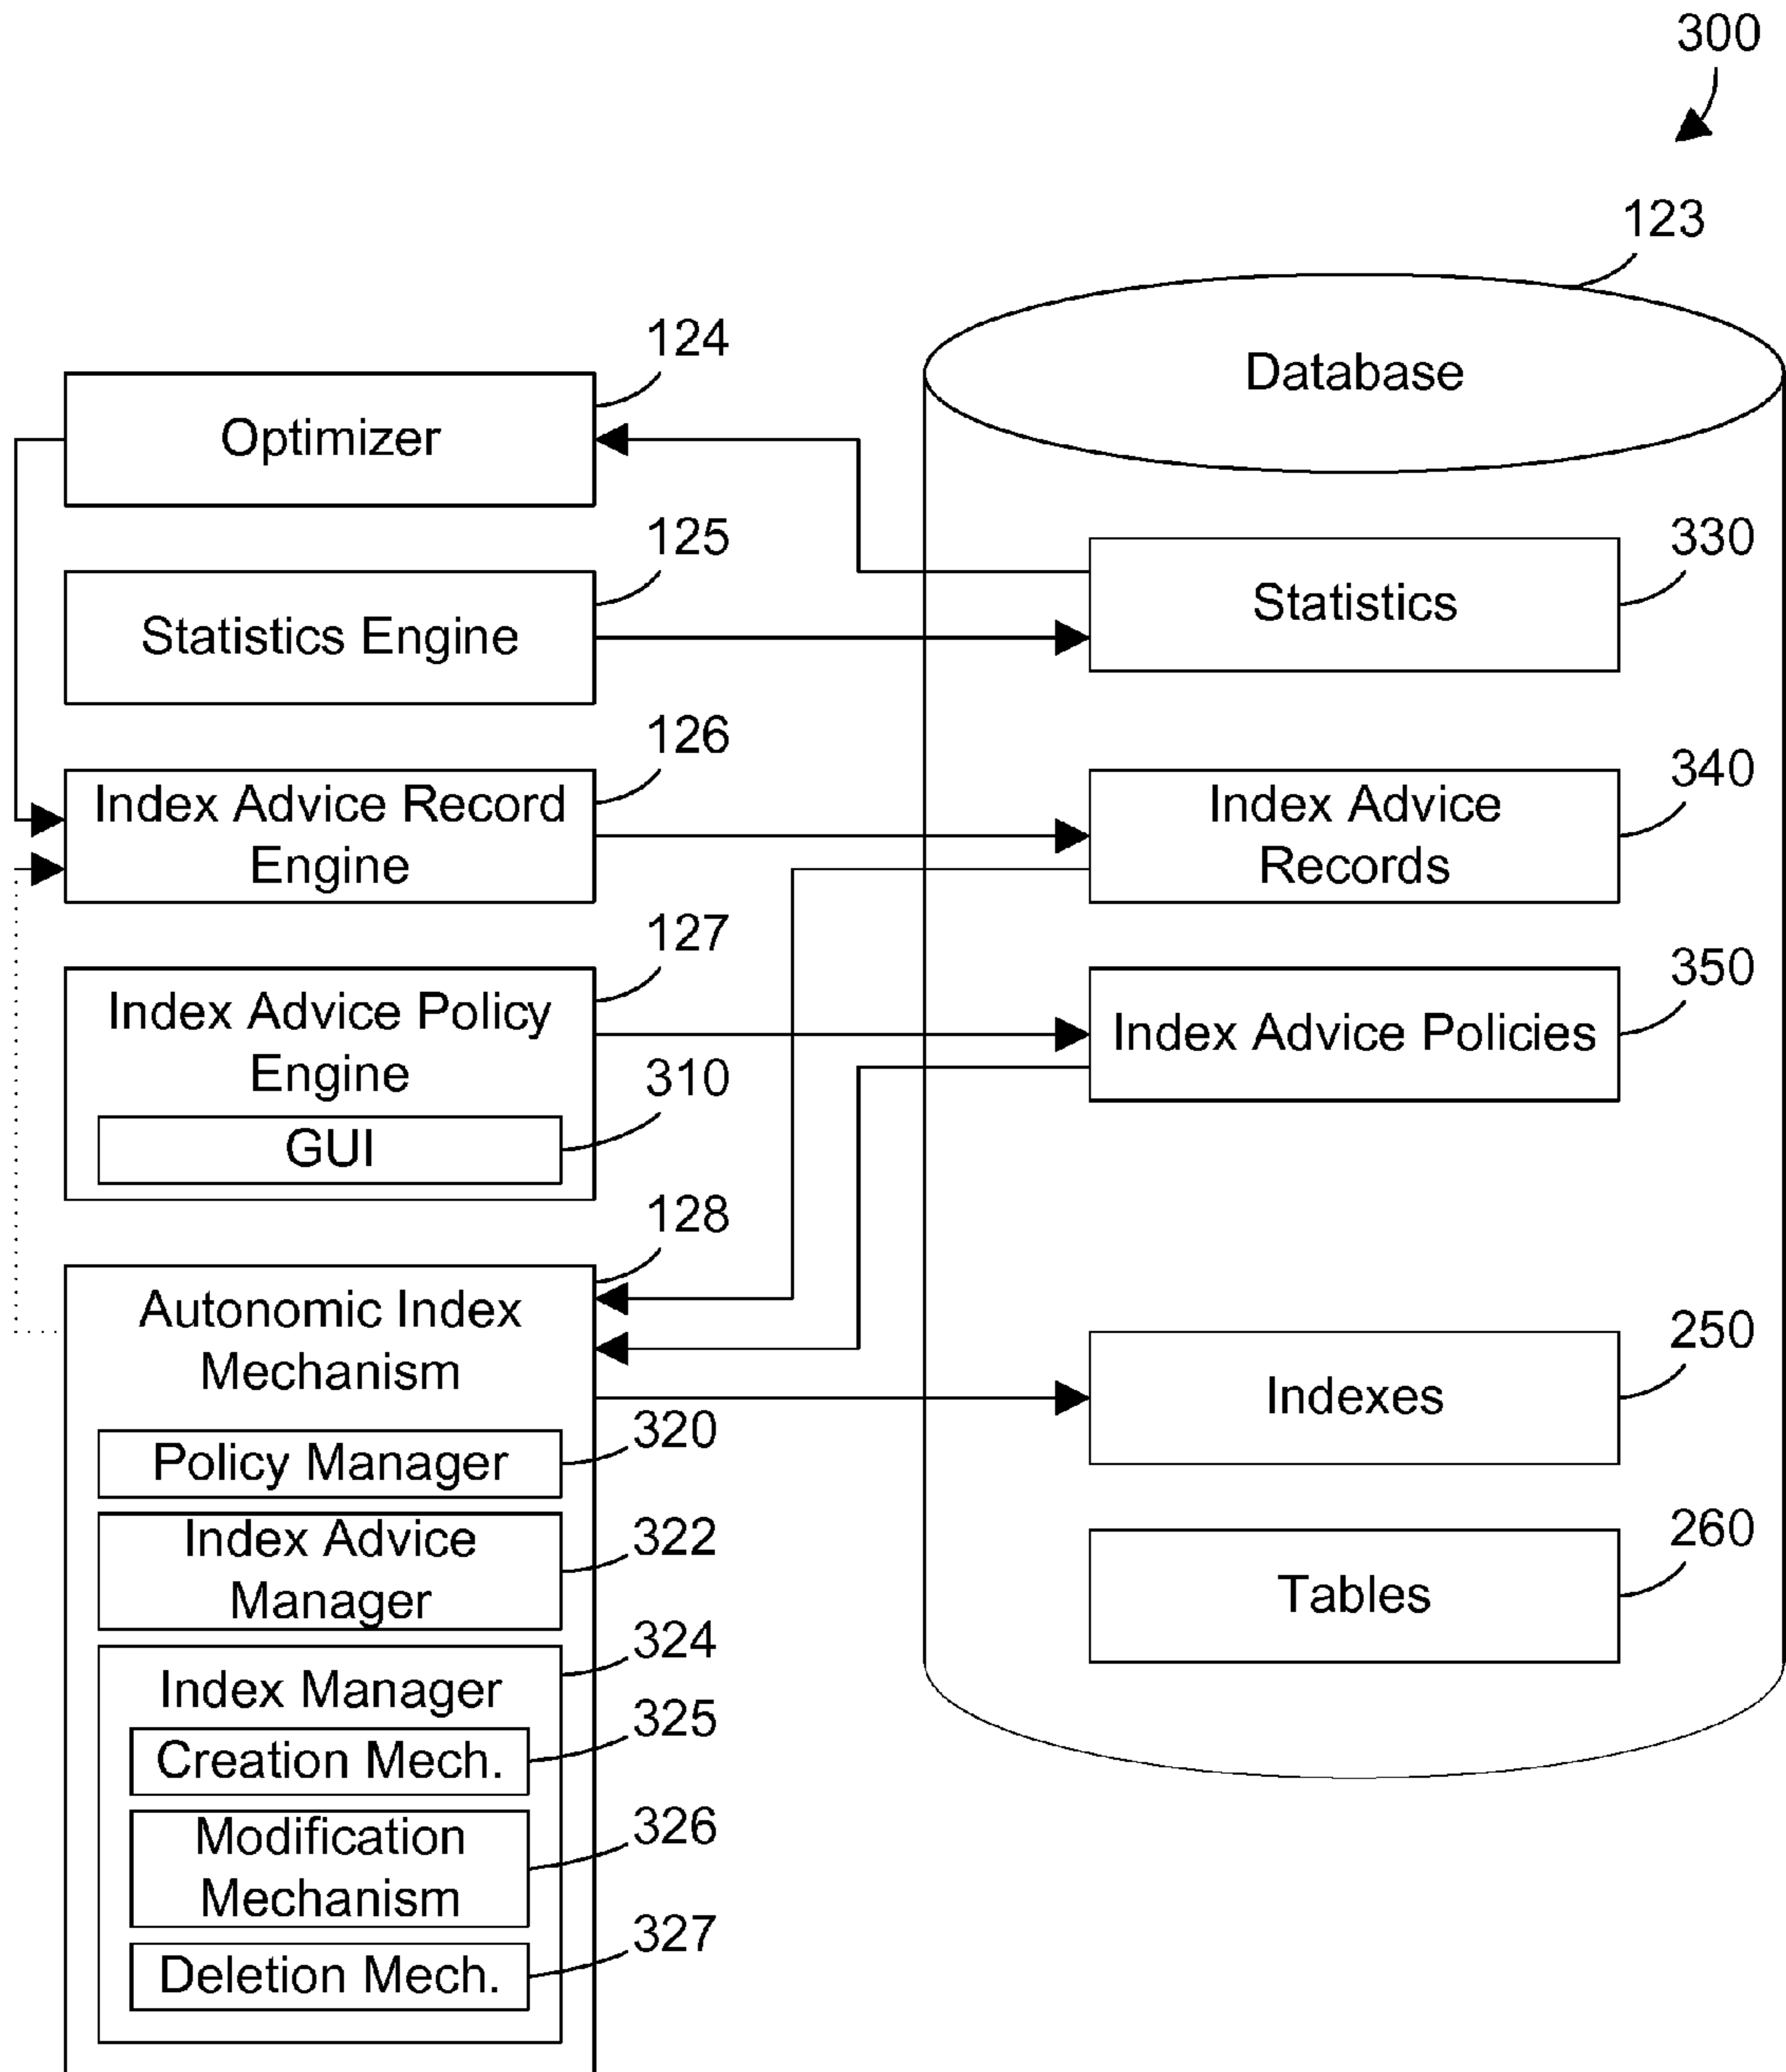 300
123
Database
124
Optimizer
125
Statistics Engine
330
Statistics
126
Index Advice Record
Engine
340
Index Advice
Records
127
Index Advice Policy
Engine
310
GUI
350
Index Advice Policies
128
Autonomic Index
Mechanism
250
Indexes
320
Policy Manager
322
Index Advice
Manager
260
Tables
324
Index Manager
325
Creation Mech.
326
Modification
Mechanism
327
Deletion Mech.